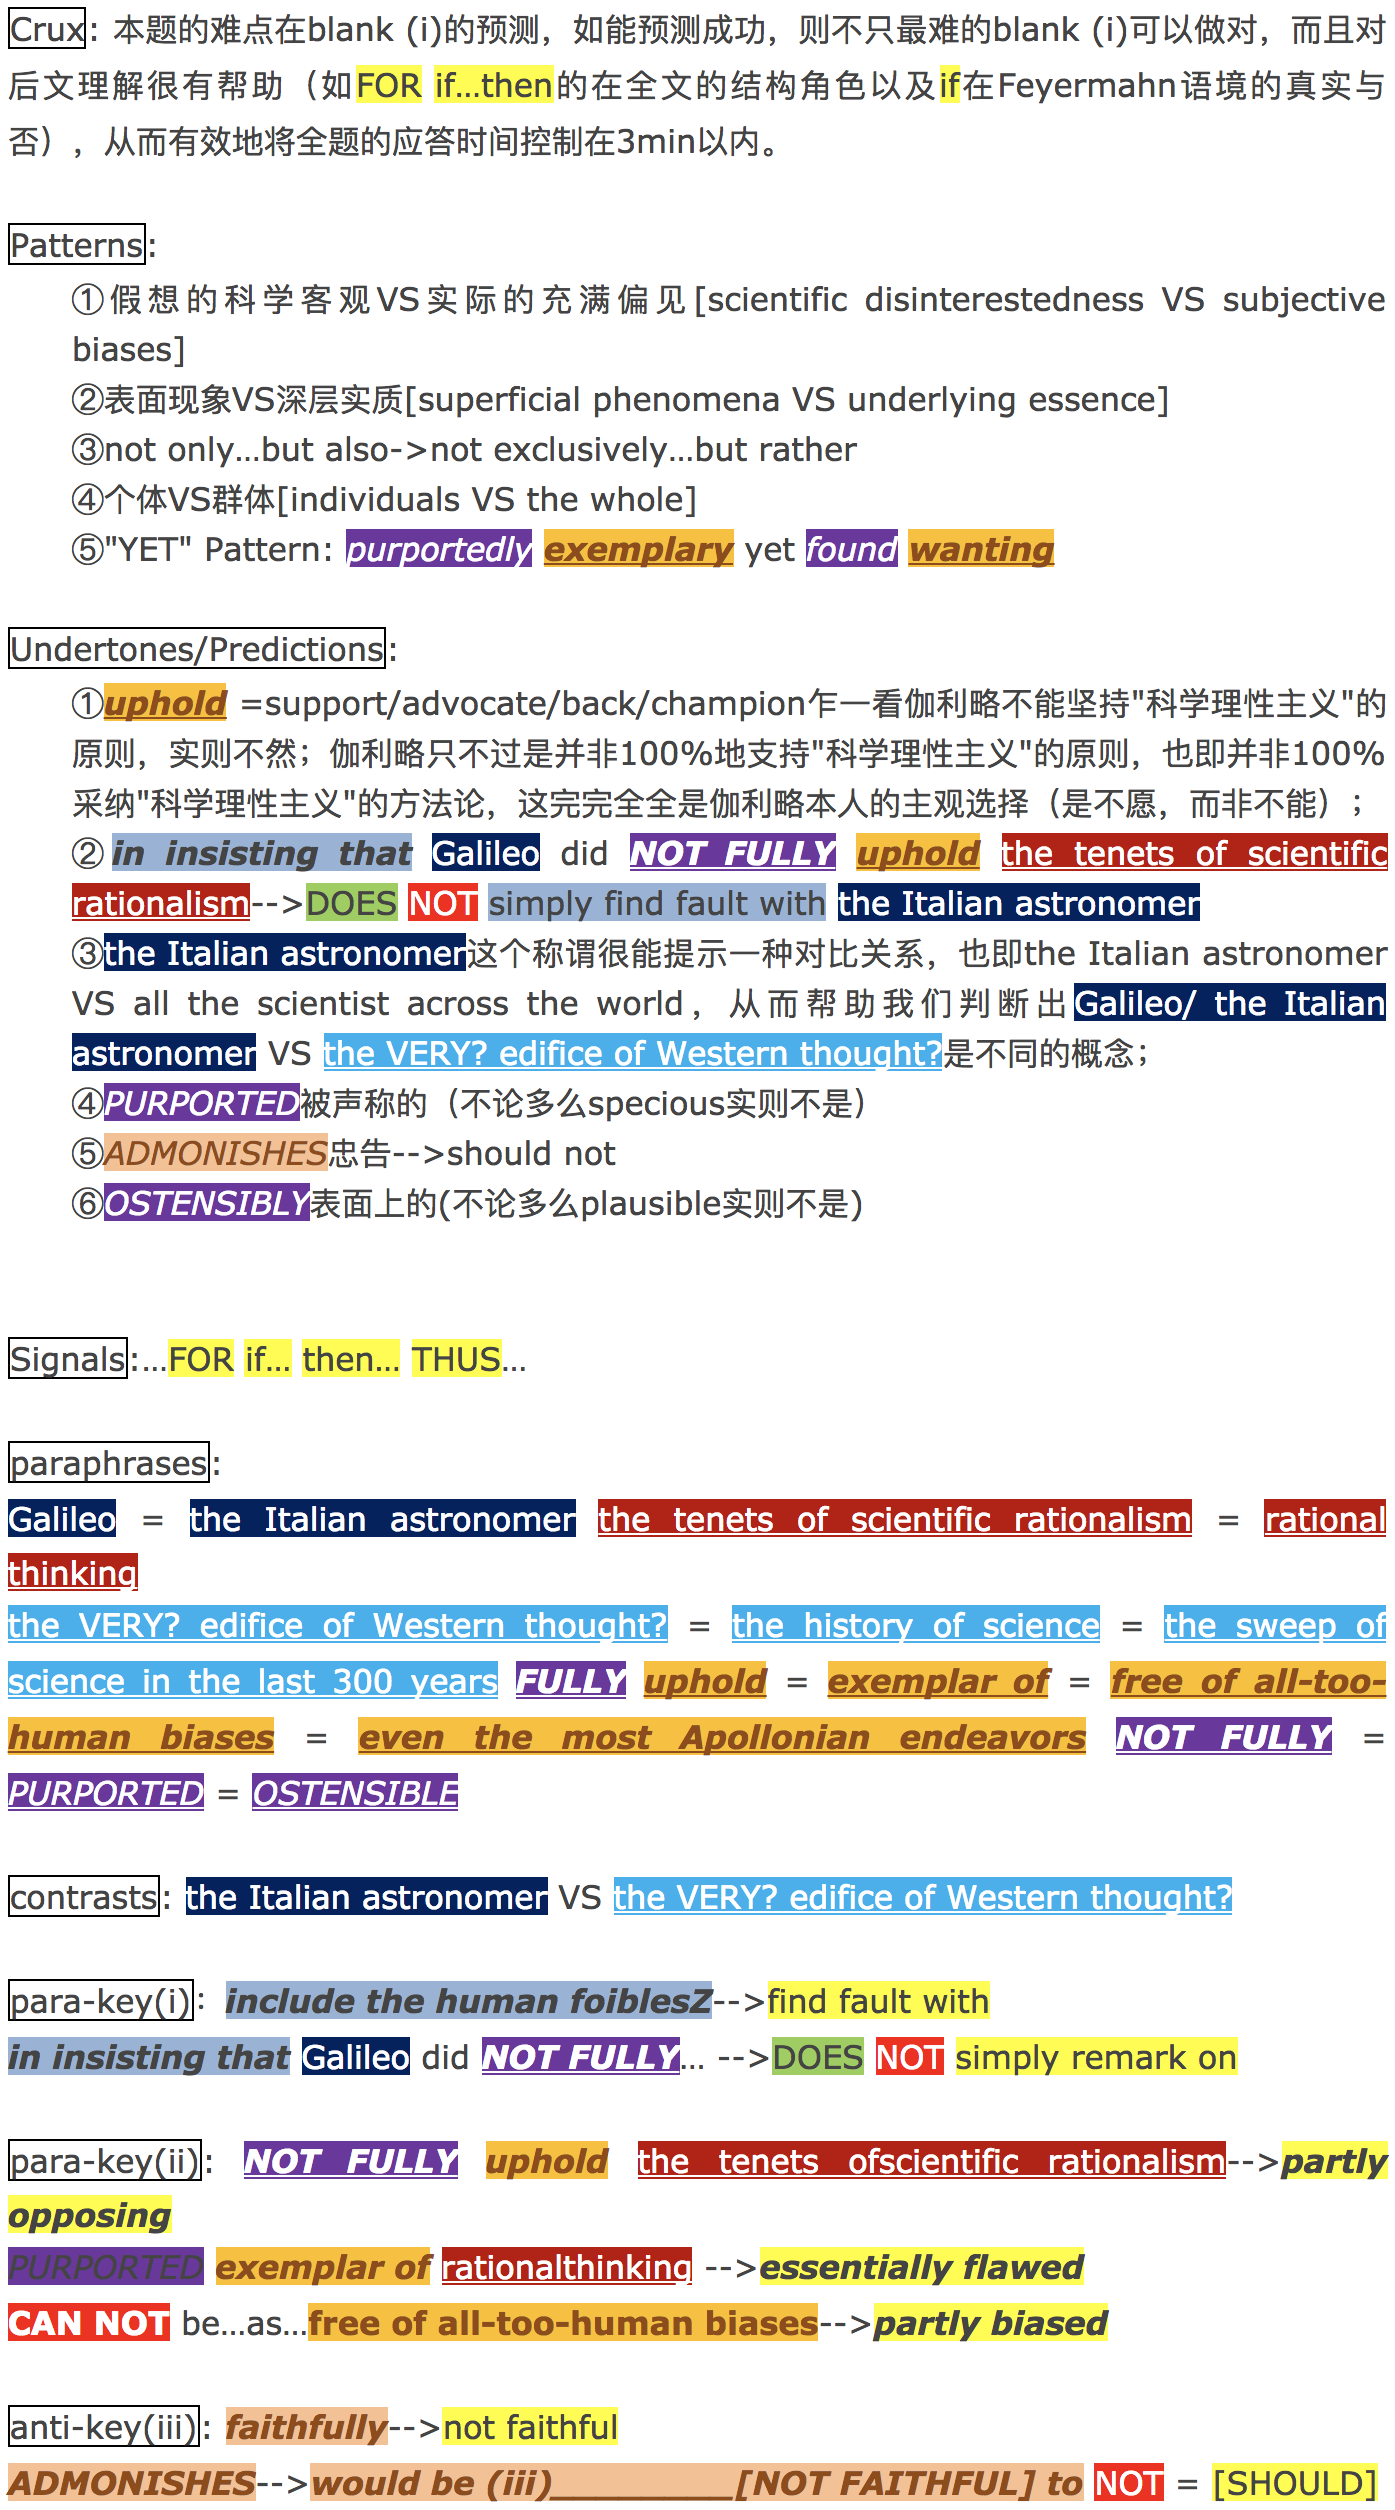 Crux: 本题的难点在blank (i)的预测，如能预测成功，则不只最难的blank (i)可以做对，而且对
后文理解很有帮助（如FOR if...then的在全文的结构角色以及if在Feyermahn语境的真实与
否），从而有效地将全题的应答时间控制在3min以内。
Patterns:
①假想的科学客观VS实际的充满偏见[scientific disinterestedness VS subjective
biases]
②表面现象VS深层实质[superficial phenomena VS underlying essence]
③not only...but also->not exclusively...but rather
④个体VS群体[individuals VS the whole]
⑤"YET" Pattern: purportedly exemplary yet found wanting
Undertones/Predictions:
①uphold =support/advocate/back/champion乍一看伽利略不能坚持"科学理性主义"的
原则，实则不然；伽利略只不过是并非100%地支持"科学理性主义"的原则，也即并非100%
采纳"科学理性主义"的方法论，这完完全全是伽利略本人的主观选择（是不愿，而非不能）；
②in insisting that Galileo did NOT FULLY uphold the tenets of scientific
rationalism-->DOES NOT simply find fault with the Italian astronomer
③the Italian astronomer这个称谓很能提示一种对比关系，也即the Italian astronomer
VS all the scientist across the world，从而帮助我们判断出Galileo/ the Italian
astronomer VS the VERY? edifice of Western thought?是不同的概念；
④PURPORTED被声称的（不论多么specious实则不是）
⑤ADMONISHES忠告-->should not
⑥OSTENSIBLY表面上的(不论多么plausible实则不是)
Signals:...FOR if... then... THUS...
paraphrases:
Galileo = the Italian astronomer the tenets of scientific rationalism = rational
thinking
the VERY? edifice of Western thought? = the history of science = the sweep of
science in the last 300 years FULLY uphold = exemplar of = free of all-too-
human biases = even the most Apollonian endeavors NOT FULLY =
PURPORTED = OSTENSIBLE
contrasts: the Italian astronomer VS the VERY? edifice of Western thought?
para-key(i)： include the human foiblesZ-->find fault with
in insisting that Galileo did NOT FULLY... -->DOES NOT simply remark on
para-key(ii): NOT FULLY uphold the tenets ofscientific rationalism-->partly
opposing
PURPORTED exemplar of rationalthinking -->essentially flawed
CAN NOT be...as...free of all-too-human biases-->partly biased
anti-key(iii): faithfully-->not faithful
ADMONISHES-->would be (iii)__________[NOT FAITHFUL] to NOT = [SHOULD]